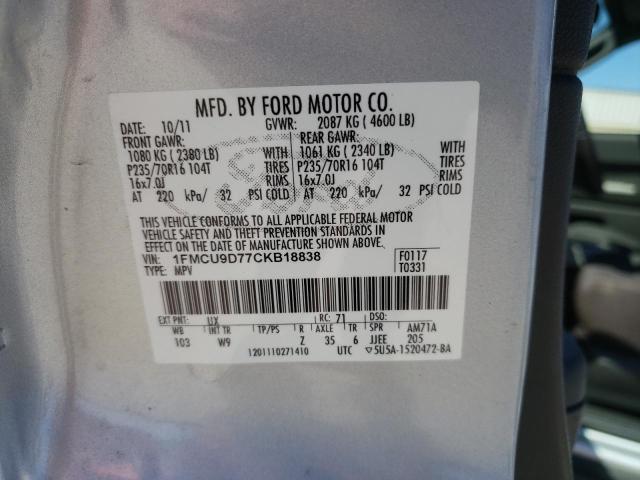 MFD. BY FORD MOTOR CO.
DATE: 10/11 GVWR: 2087 KG ( 4600 LB)
FRONT GAWR: REAR GAWR:
1080 KG ( 2380 LB) WITH 1061 KG ( 2340 LB) WITH
P235/70R16 104T TIRES P235/70R16 104T TIRES
16x7.0J RIMS 16x7.0J RIMS
AT 220 kPa/ 32 PSI COLD AT 220 kPa/ 32 PSI COLD
THIS VEHICLE CONFORMS TO ALL APPLICABLE FEDERAL MOTOR
VEHICLE SAFETY AND THEFT PREVENTION STANDARDS IN
EFFECT ON THE DATE OF MANUFACTURE SHOWN ABOVE.
VIN: 1FMCU9D77CKB18838 F0117
TYPE: MPV T0331
EXT PNT: UX RC: 71 DSO:
WB INT TR TP/PS R AXLE TR SPR AM71A
103 W9 Z 35 6 JJEE 205
1201110271410 UTC 5U5A-1520472-BA